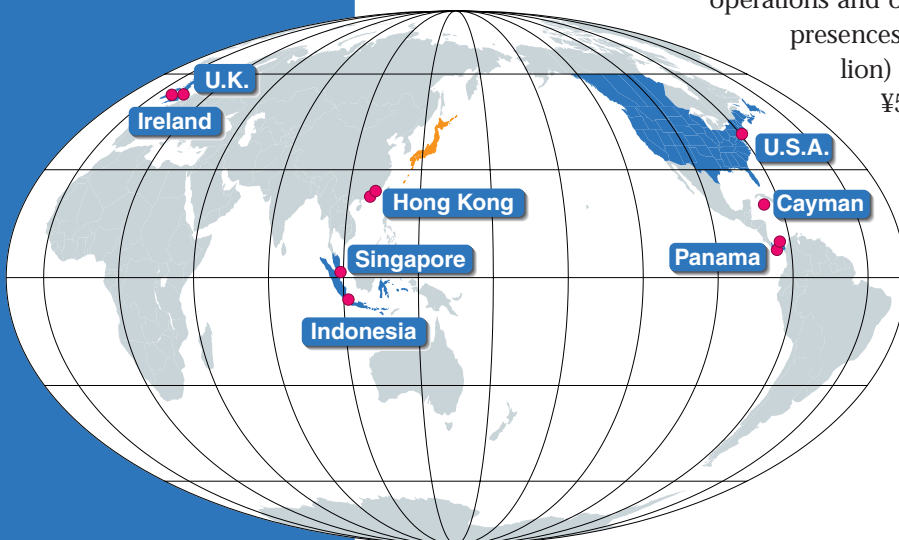 operations and o
presences
lion)
¥5
U.K.
Ireland
U.S.A.
Hong Kong
Cayman
Singapore
Panama
Indonesia